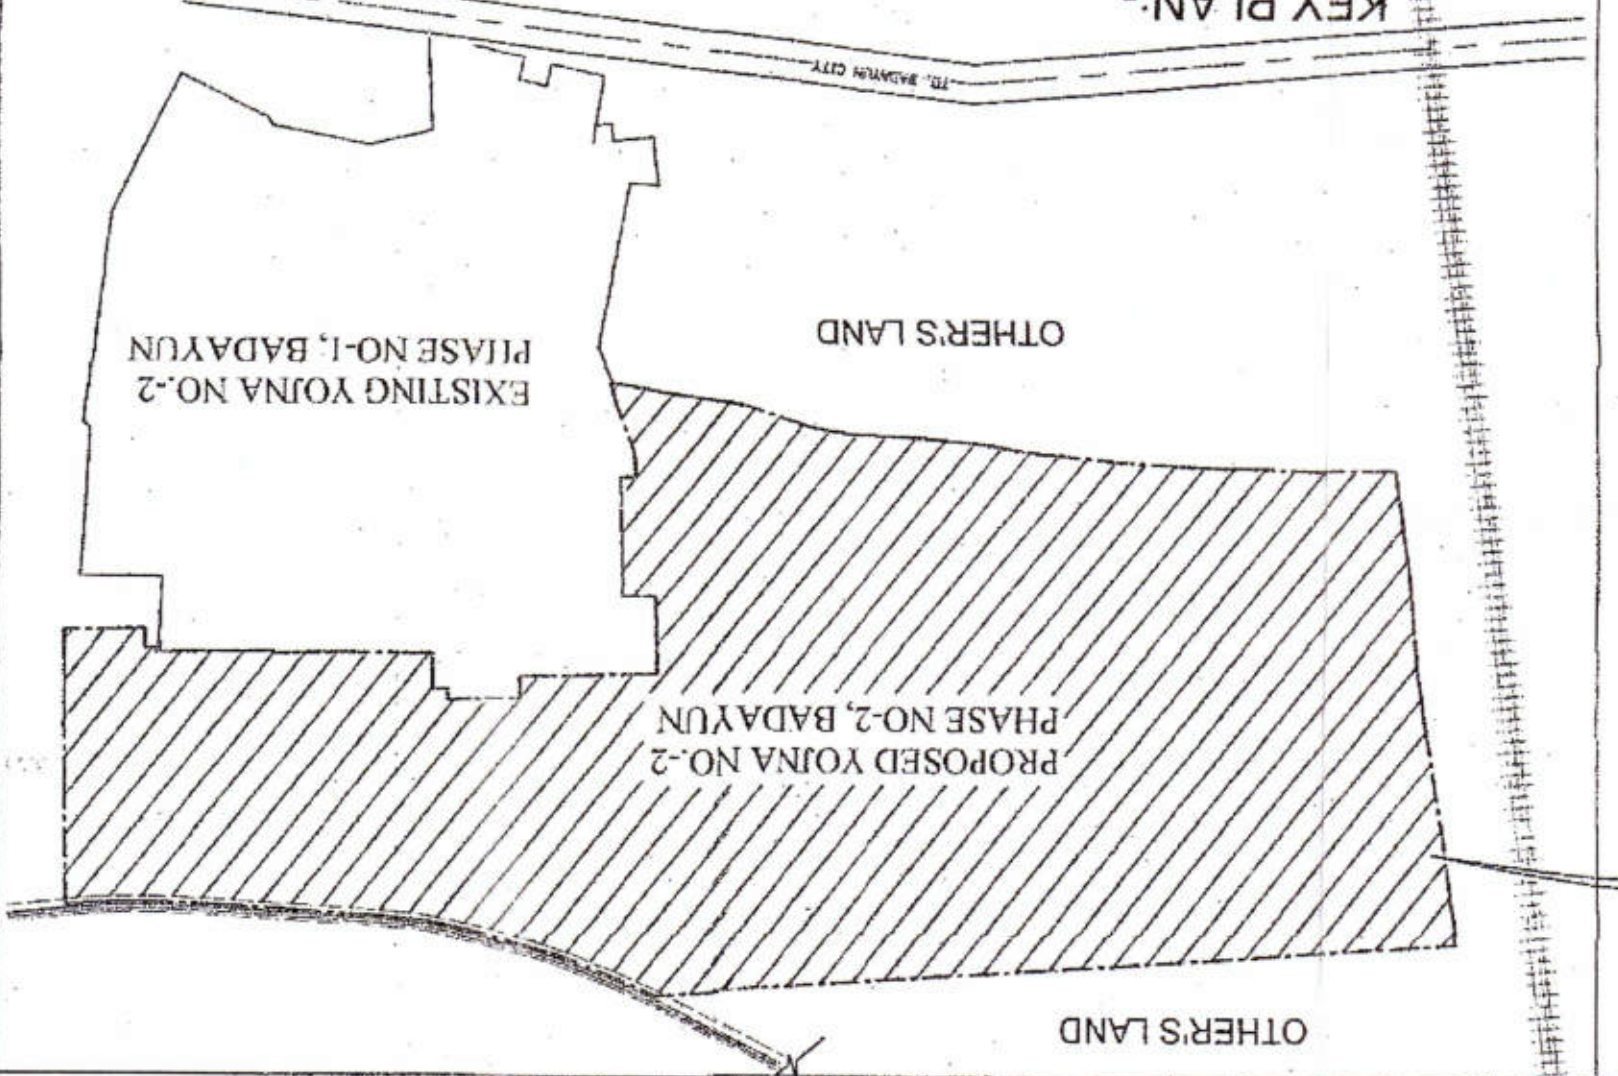 OTHER'S LAND
PROPOSED YOJNA NO.-2
PHASE NO-2, BADAYUN
EXISTING YOJNA NO.-2
PHASE NO-1, BADAYUN
OTHER'S LAND
TO, BADAYUN CITY
KEY PLAN:-